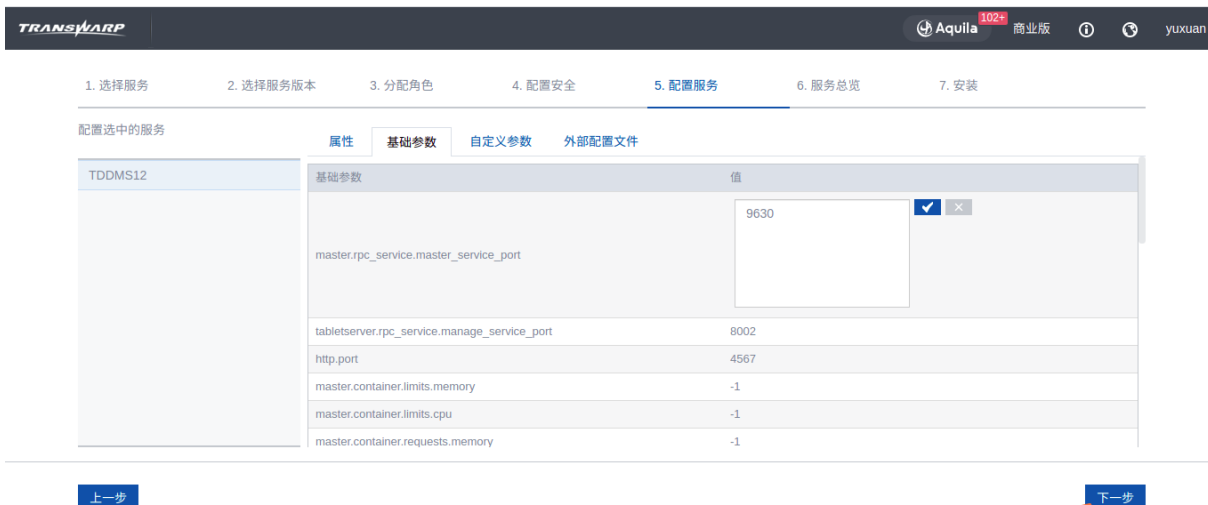 TRANSWARP
Aquila 102+ 商业版 yuxuan
1. 选择服务 2. 选择服务版本 3. 分配角色 4. 配置安全 5. 配置服务 6. 服务总览 7. 安装
配置选中的服务
属性 基础参数 自定义参数 外部配置文件
TDDMS12
基础参数 值
master.rpc_service.master_service_port 9630
tabletserver.rpc_service.manage_service_port 8002
http.port 4567
master.container.limits.memory -1
master.container.limits.cpu -1
master.container.requests.memory -1
上一步 下一步